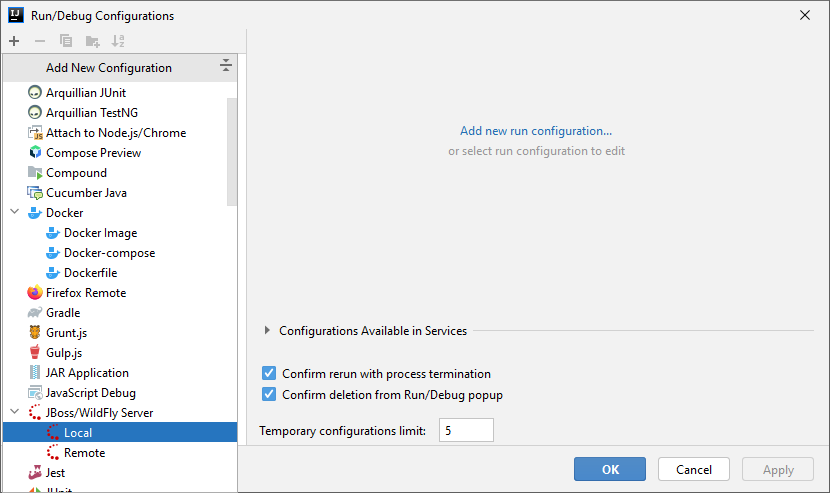 Run/Debug Configurations
Add New Configuration
Arquillian JUnit
Arquillian TestNG
Attach to Node.js/Chrome
Compose Preview
Compound
Cucumber Java
Docker
Docker Image
Docker-compose
Dockerfile
Firefox Remote
Gradle
Grunt.js
Gulp.js
JAR Application
JavaScript Debug
JBoss/WildFly Server
Local
Remote
Jest
JUnit
Add new run configuration...
or select run configuration to edit
Configurations Available in Services
Confirm rerun with process termination
Confirm deletion from Run/Debug popup
Temporary configurations limit: 5
OK Cancel Apply